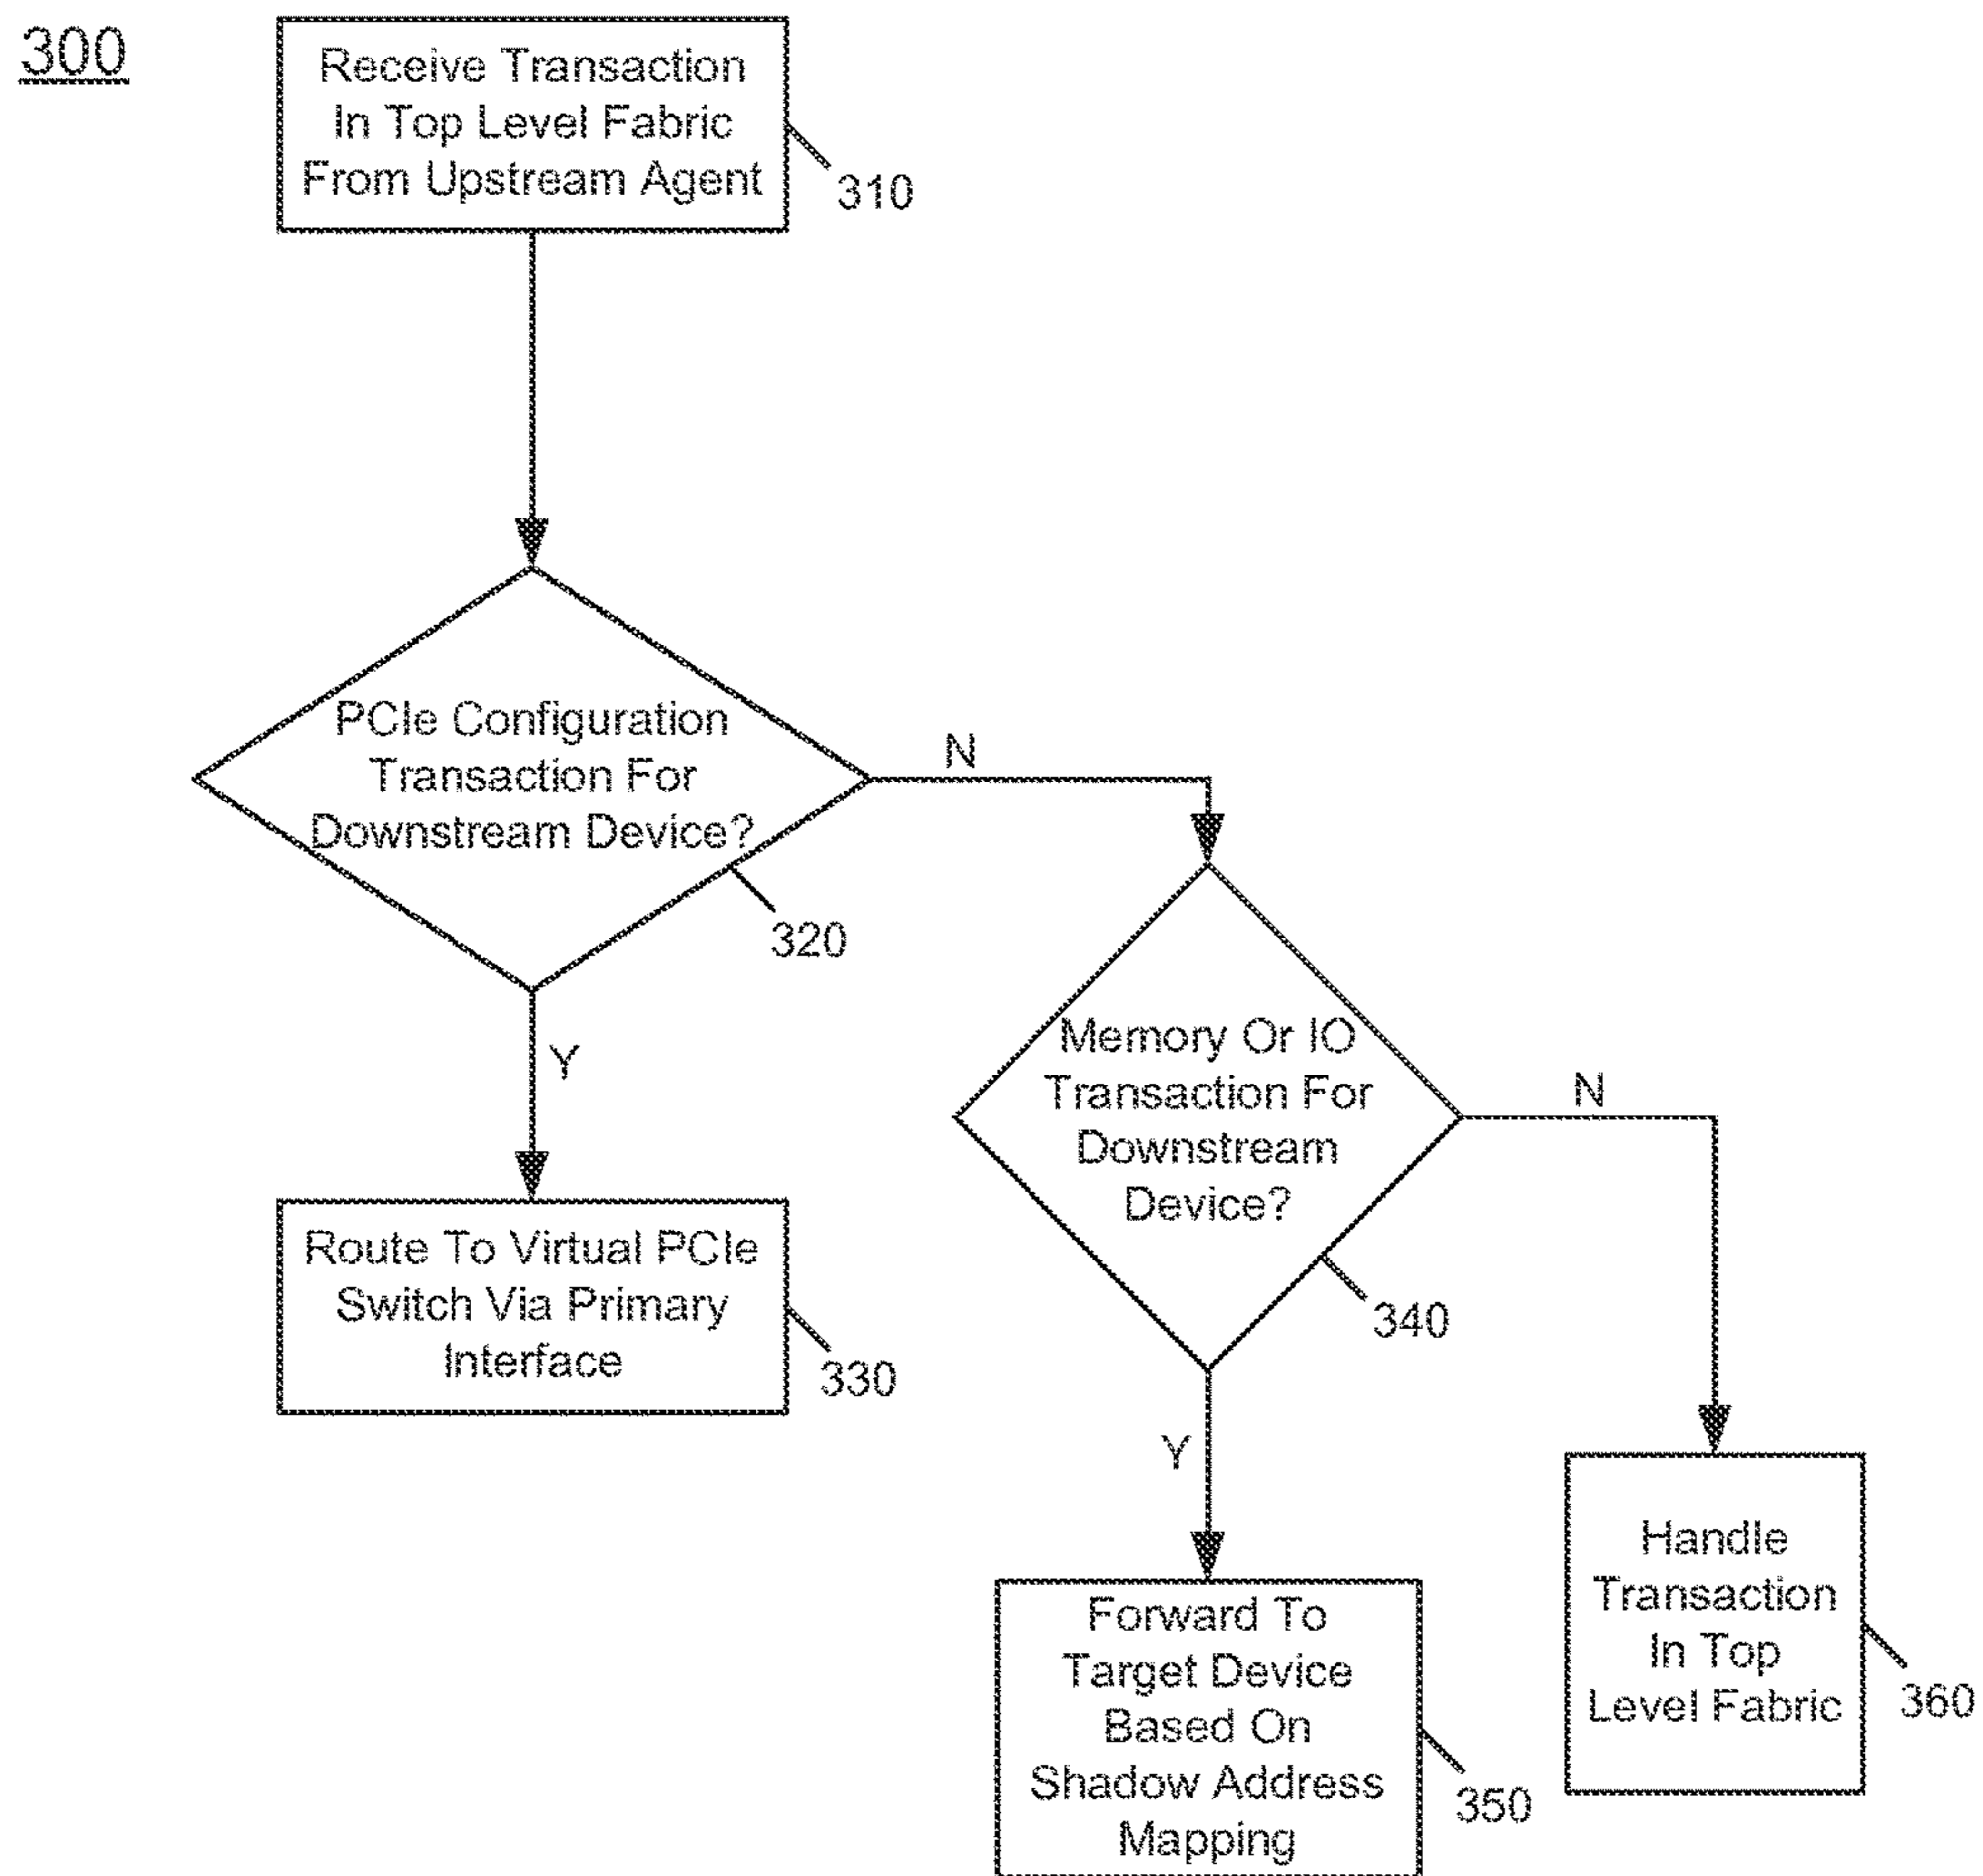 300
Receive Transaction
In Top Level Fabric
From Upstream Agent
310
PCIe Configuration
Transaction For
Downstream Device?
N
320
Y
Route To Virtual PCIe
Switch Via Primary
Interface
330
Memory Or IO
Transaction For
Downstream
Device?
N
340
Y
Forward To
Target Device
Based On
Shadow Address
Mapping
350
Handle
Transaction
In Top
Level Fabric
360